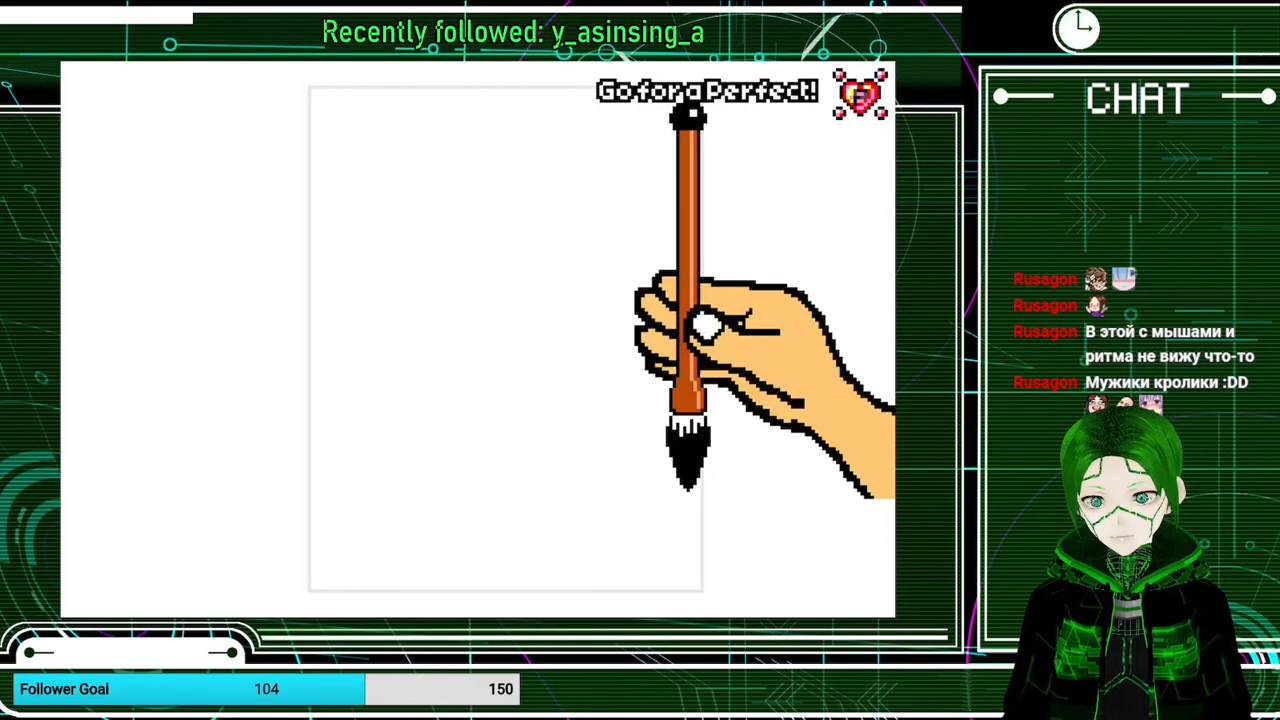 Recently followed: y_asinsing_a
Go for a Perfect!
CHAT
Rusagon
Rusagon
Rusagon В этой с мышами и
ритма не вижу что-то
Rusagon Мужики кролики :DD
Follower Goal 104 150